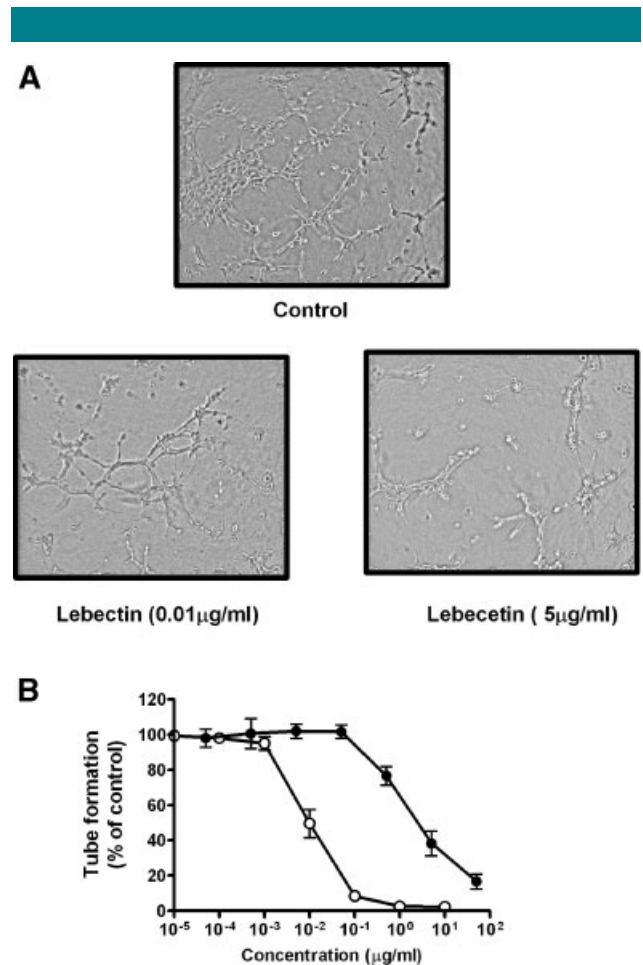 A
Control
Lebectin (0.01µg/ml)
Lebecetin ( 5µg/ml)
B
120
100
80
60
40
20
0
Tube formation
(% of control)
10-5 10-4 10-3 10-2 10-1 100 101 102
Concentration (µg/ml)